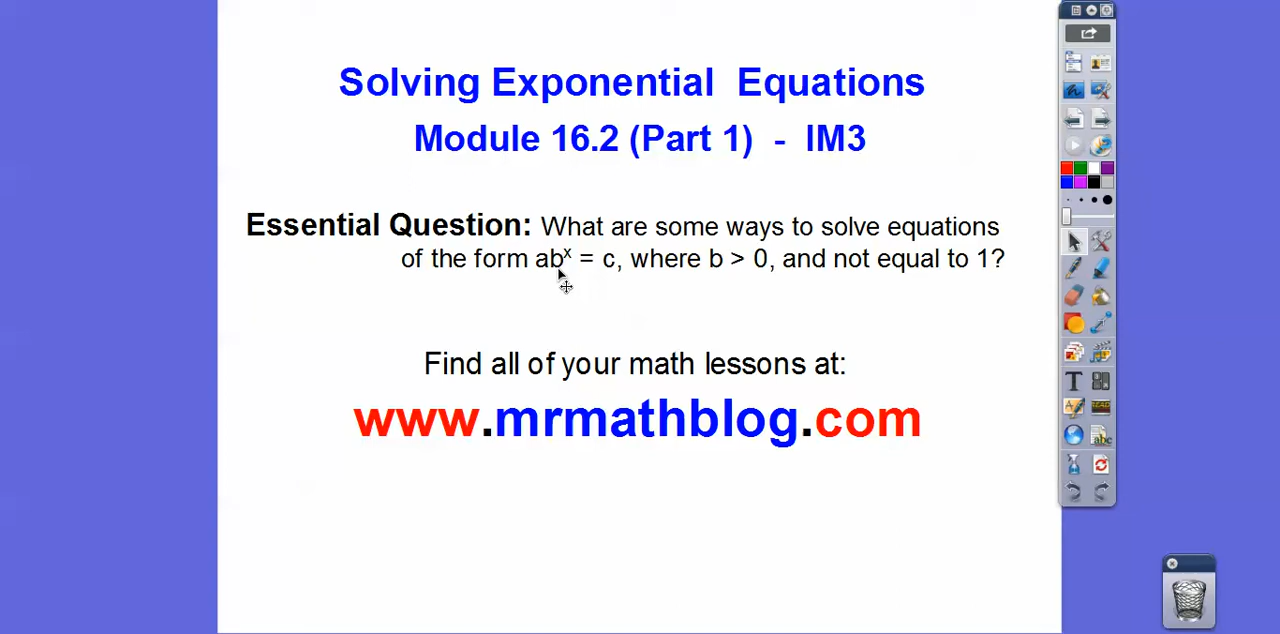 Solving Exponential Equations
Module 16.2 (Part 1) - IM3
Essential Question: What are some ways to solve equations
of the form abˣ = c, where b > 0, and not equal to 1?
Find all of your math lessons at:
www.mrmathblog.com